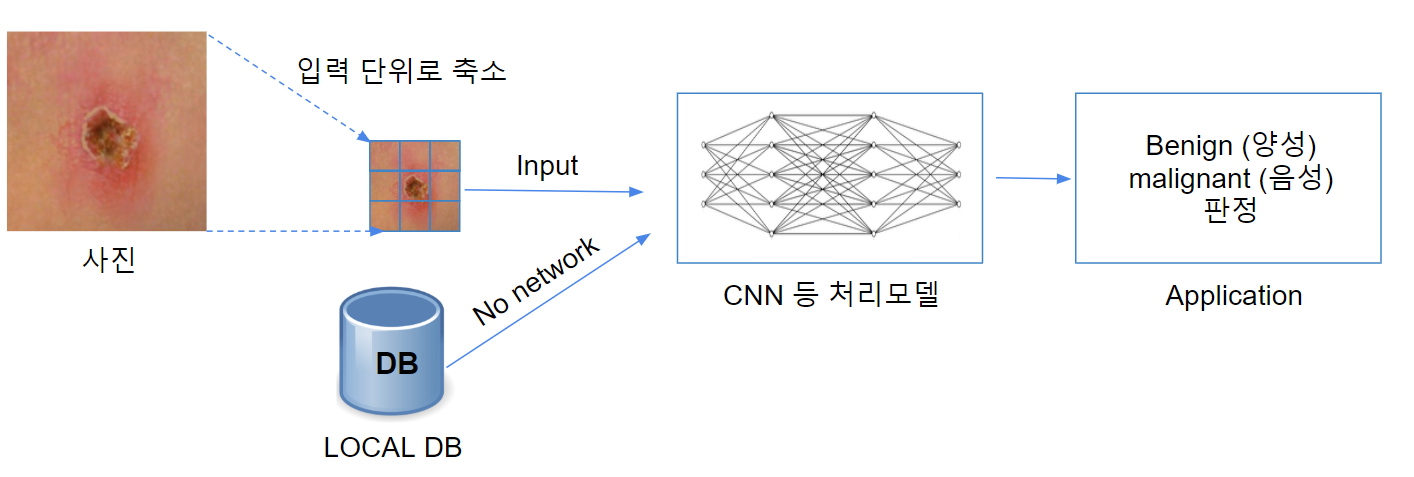 입력 단위로 축소
사진
Input
No network
DB
LOCAL DB
CNN 등 처리모델
Benign (양성)
malignant (음성)
판정
Application